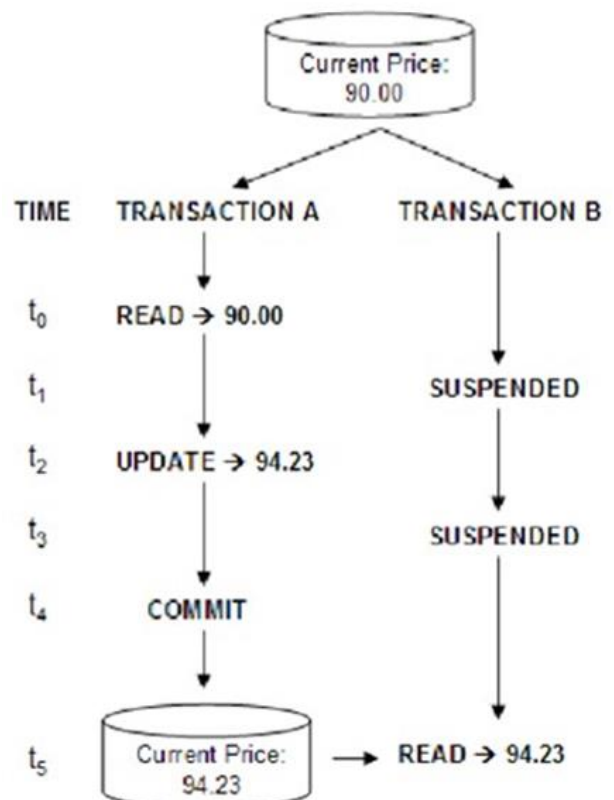 Current Price:
90.00
TIME TRANSACTION A TRANSACTION B
t₀ READ → 90.00
t₁ SUSPENDED
t₂ UPDATE → 94.23
t₃ SUSPENDED
t₄ COMMIT
t₅ Current Price: READ → 94.23
94.23